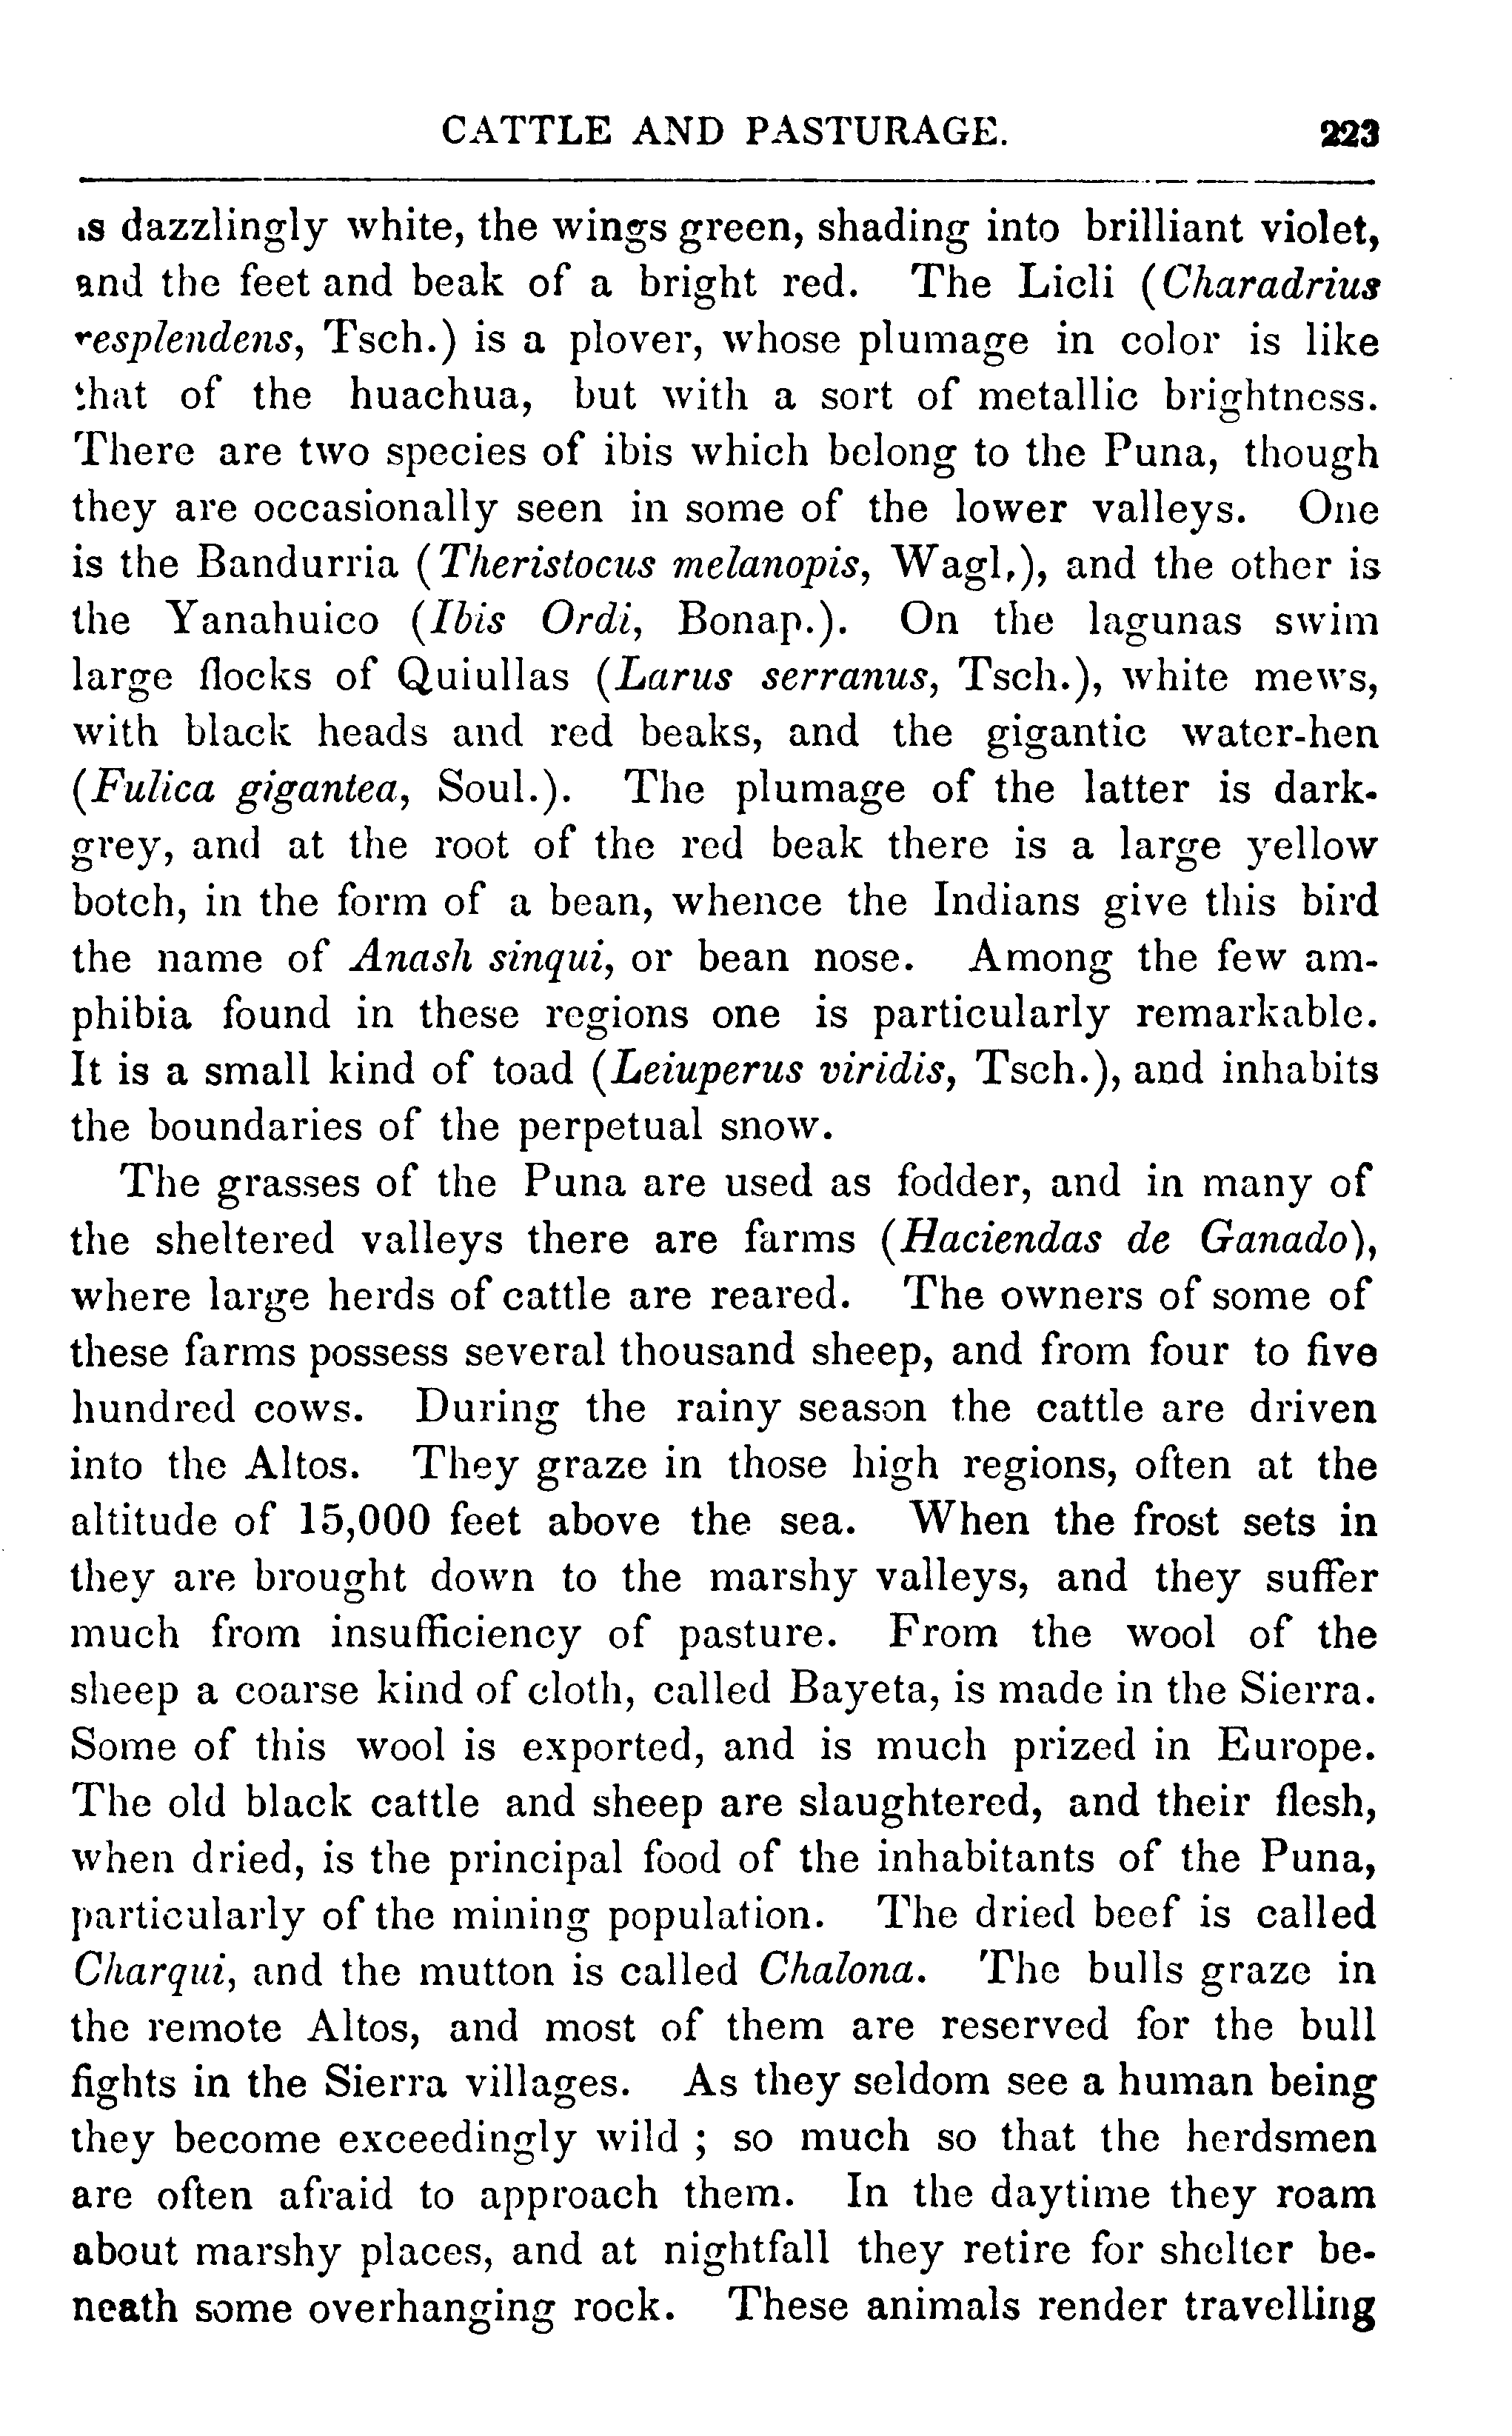 CATTLE AND PASTURAGE. 223
is dazzlingly white, the wings green, shading into brilliant violet,
and the feet and beak of a bright red. The Licli (Charadrius
resplendens, Tsch.) is a plover, whose plumage in color is like
that of the huachua, but with a sort of metallic brightness.
There are two species of ibis which belong to the Puna, though
they are occasionally seen in some of the lower valleys. One
is the Bandurria (Theristocus melanopis, Wagl,), and the other is
the Yanahuico (Ibis Ordi, Bonap.). On the lagunas swim
large flocks of Quiullas (Larus serranus, Tsch.), white mews,
with black heads and red beaks, and the gigantic water-hen
(Fulica gigantea, Soul.). The plumage of the latter is dark-
grey, and at the root of the red beak there is a large yellow
botch, in the form of a bean, whence the Indians give this bird
the name of Anash sinqui, or bean nose. Among the few am-
phibia found in these regions one is particularly remarkable.
It is a small kind of toad (Leiuperus viridis, Tsch.), and inhabits
the boundaries of the perpetual snow.
The grasses of the Puna are used as fodder, and in many of
the sheltered valleys there are farms (Haciendas de Ganado),
where large herds of cattle are reared. The owners of some of
these farms possess several thousand sheep, and from four to five
hundred cows. During the rainy season the cattle are driven
into the Altos. They graze in those high regions, often at the
altitude of 15,000 feet above the sea. When the frost sets in
they are brought down to the marshy valleys, and they suffer
much from insufficiency of pasture. From the wool of the
sheep a coarse kind of cloth, called Bayeta, is made in the Sierra.
Some of this wool is exported, and is much prized in Europe.
The old black cattle and sheep are slaughtered, and their flesh,
when dried, is the principal food of the inhabitants of the Puna,
particularly of the mining population. The dried beef is called
Charqui, and the mutton is called Chalona. The bulls graze in
the remote Altos, and most of them are reserved for the bull
fights in the Sierra villages. As they seldom see a human being
they become exceedingly wild ; so much so that the herdsmen
are often afraid to approach them. In the daytime they roam
about marshy places, and at nightfall they retire for shelter be-
neath some overhanging rock. These animals render travelling